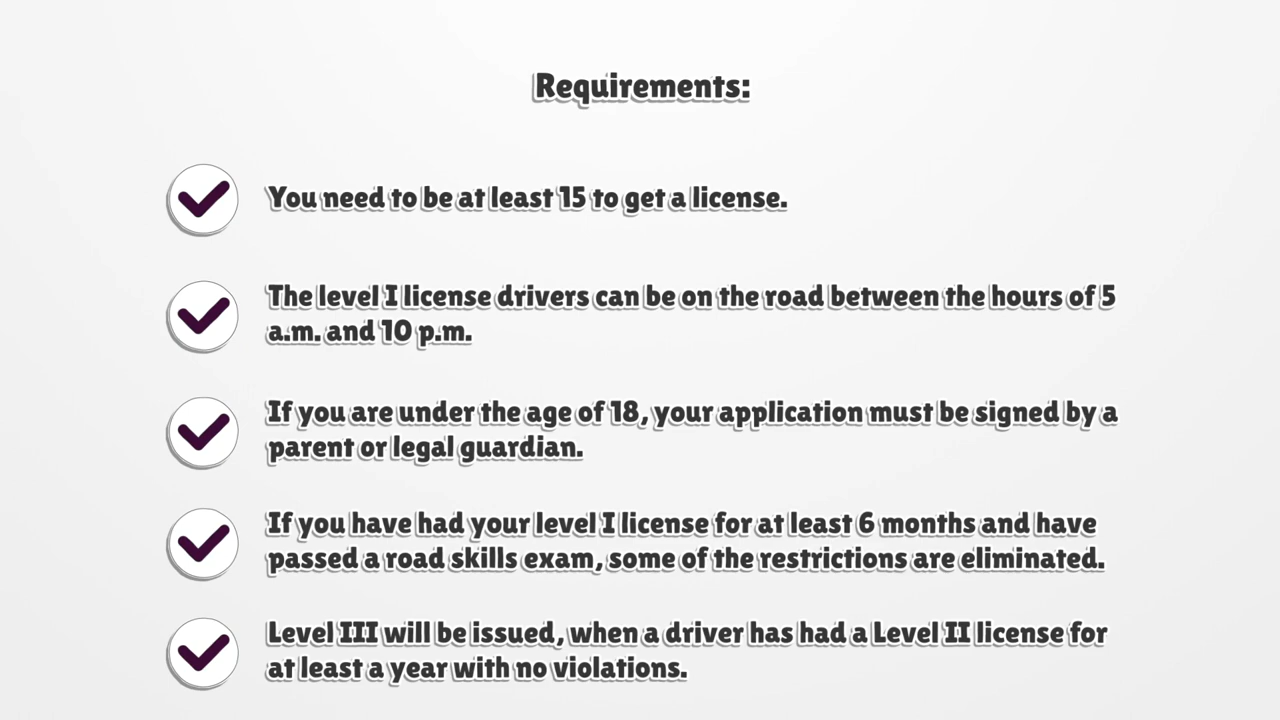 Requirements:
You need to be at least 15 to get a license.
The level I license drivers can be on the road between the hours of 5
a.m. and 10 p.m.
If you are under the age of 18, your application must be signed by a
parent or legal guardian.
If you have had your level I license for at least 6 months and have
passed a road skills exam, some of the restrictions are eliminated.
Level III will be issued, when a driver has had a Level II license for
at least a year with no violations.